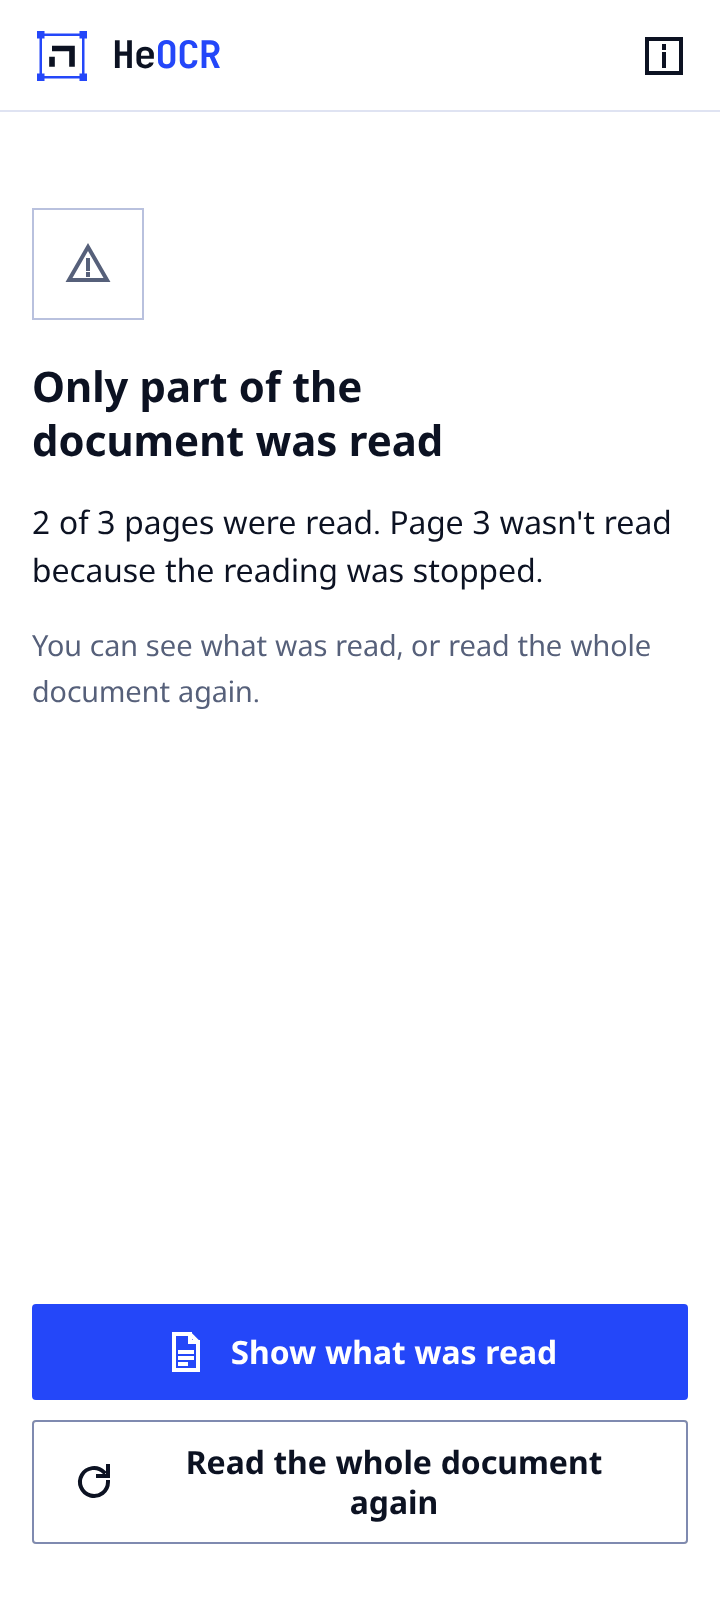 HeOCR
Only part of the
document was read
2 of 3 pages were read. Page 3 wasn't read
because the reading was stopped.
You can see what was read, or read the whole
document again.
Show what was read
Read the whole document
again